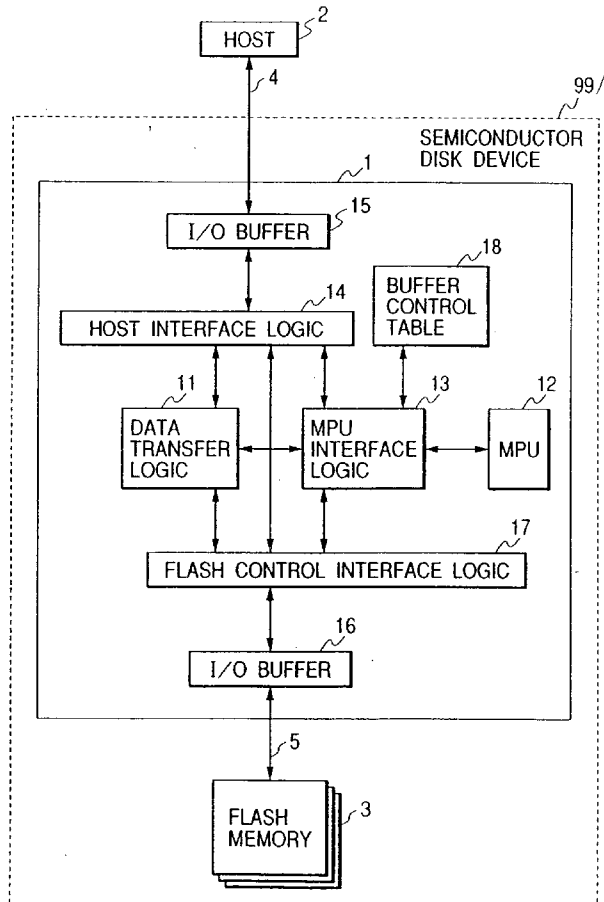 2
HOST
4
99
SEMICONDUCTOR
DISK DEVICE
1
15
I/O BUFFER
18
BUFFER
CONTROL
TABLE
14
HOST INTERFACE LOGIC
11
DATA
TRANSFER
LOGIC
13
MPU
INTERFACE
LOGIC
12
MPU
17
FLASH CONTROL INTERFACE LOGIC
16
I/O BUFFER
5
FLASH
MEMORY
3